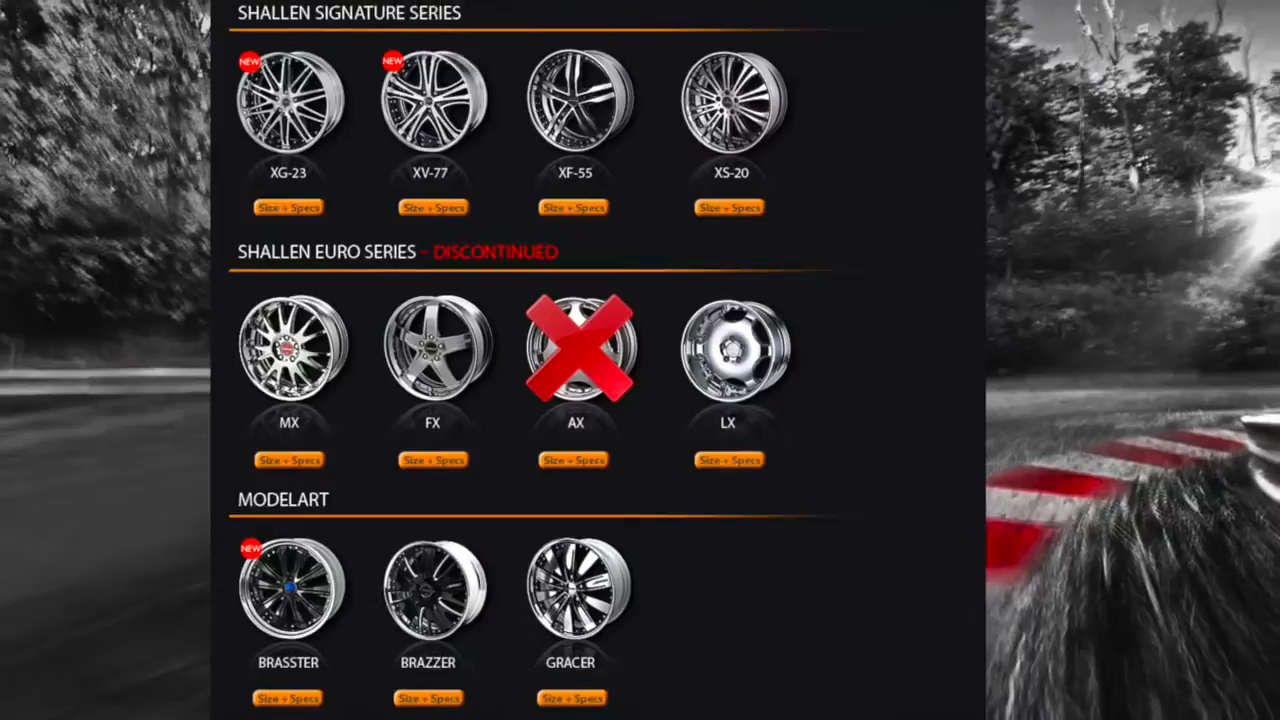 SHALLEN SIGNATURE SERIES
NEW
NEW
XG-23
XV-77
XF-55
XS-20
Size + Specs
Size + Specs
Size + Specs
Size + Specs
SHALLEN EURO SERIES - DISCONTINUED
MX
FX
AX
LX
Size + Specs
Size + Specs
Size + Specs
Size + Specs
MODELART
NEW
BRASSTER
BRAZZER
GRACER
Size + Specs
Size + Specs
Size + Specs